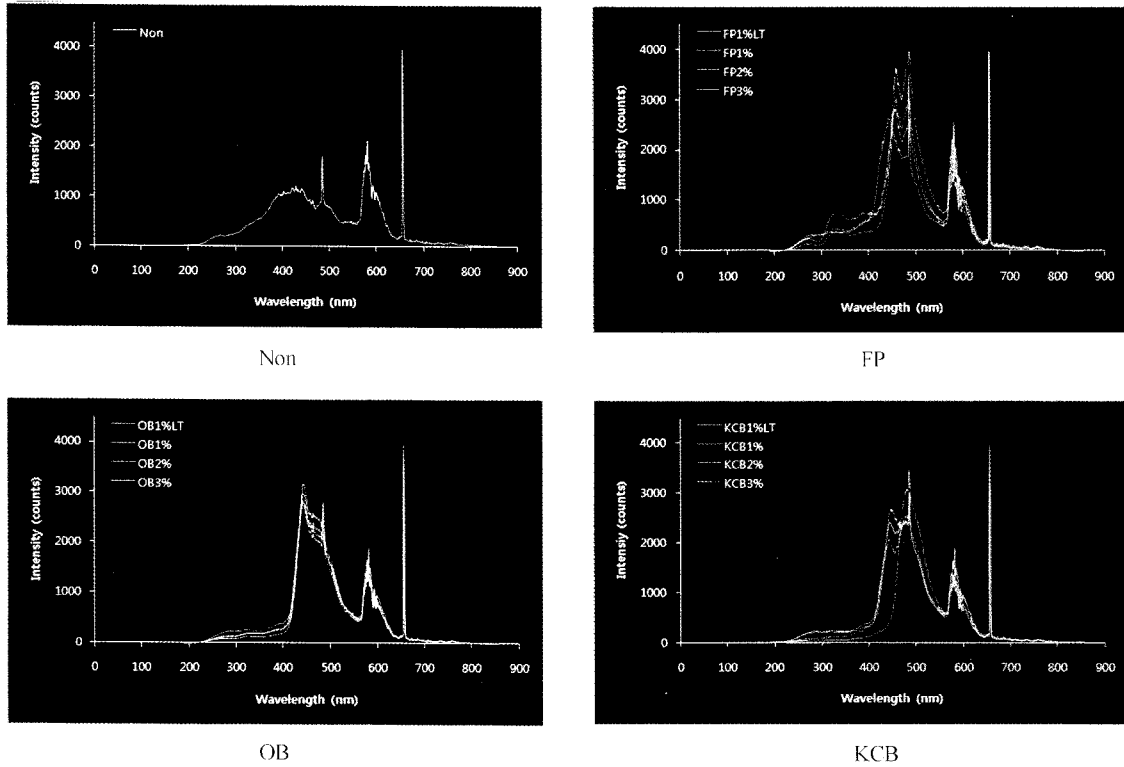 Non
Intensity (counts)
4000
3000
2000
1000
0
0 100 200 300 400 500 600 700 800 900
Wavelength (nm)
Non
FP1%LT
FP1%
FP2%
FP3%
Intensity (counts)
4000
3000
2000
1000
0
0 100 200 300 400 500 600 700 800 900
Wavelength (nm)
FP
OB1%LT
OB1%
OB2%
OB3%
Intensity (counts)
4000
3000
2000
1000
0
0 100 200 300 400 500 600 700 800 900
Wavelength (nm)
OB
KCB1%LT
KCB1%
KCB2%
KCB3%
Intensiy (counts)
4000
3000
2000
1000
0
0 100 200 300 400 500 600 700 800 900
Wavelength (nm)
KCB